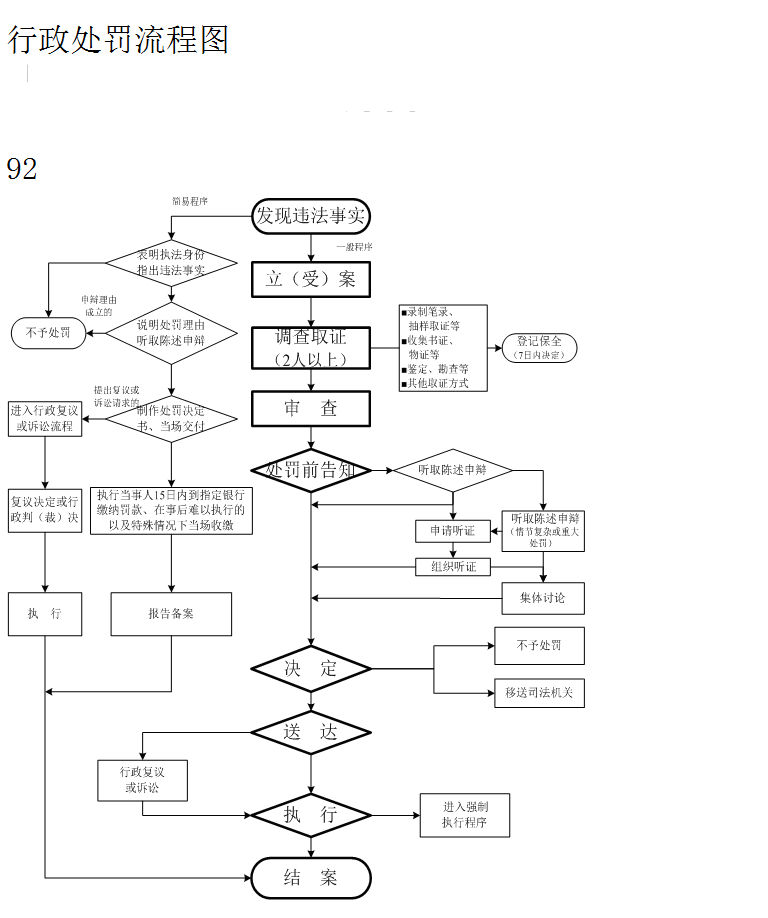 行政处罚流程图
92
简易程序
发现违法事实
一般程序
表明执法身份
指出违法事实
立（受）案
申辩理由
成立的
不予处罚
说明处罚理由
听取陈述申辩
调查取证
（2人以上）
■录制笔录、
抽样取证等
■收集书证、
物证等
■鉴定、勘查等
■其他取证方式
登记保全
（7日内决定）
提出复议或
诉讼请求的
进入行政复议
或诉讼流程
制作处罚决定
书、当场交付
审 查
处罚前告知
听取陈述申辩
复议决定或行
政判（裁）决
执行当事人15日内到指定银行
缴纳罚款、在事后难以执行的
以及特殊情况下当场收缴
申请听证
听取陈述申辩
（情节复杂或重大
处罚）
组织听证
执 行
报告备案
集体讨论
决 定
不予处罚
移送司法机关
送 达
行政复议
或诉讼
执 行
进入强制
执行程序
结 案